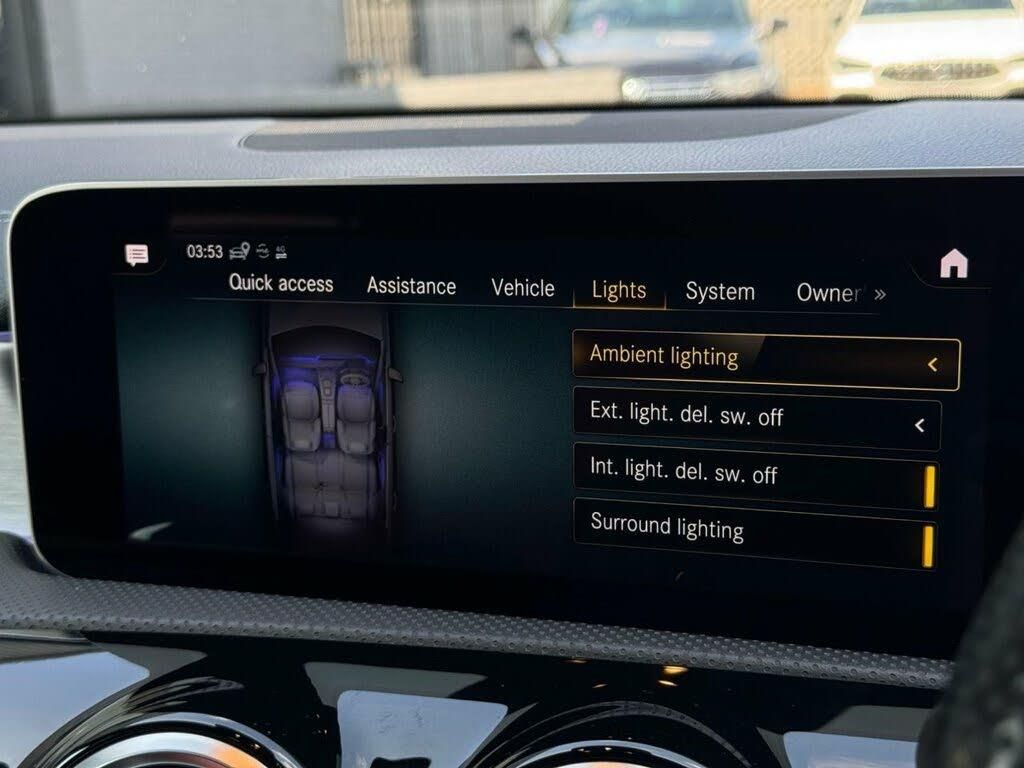 03:53 4G
Quick access Assistance Vehicle Lights System Owner »
Ambient lighting
Ext. light. del. sw. off
Int. light. del. sw. off
Surround lighting